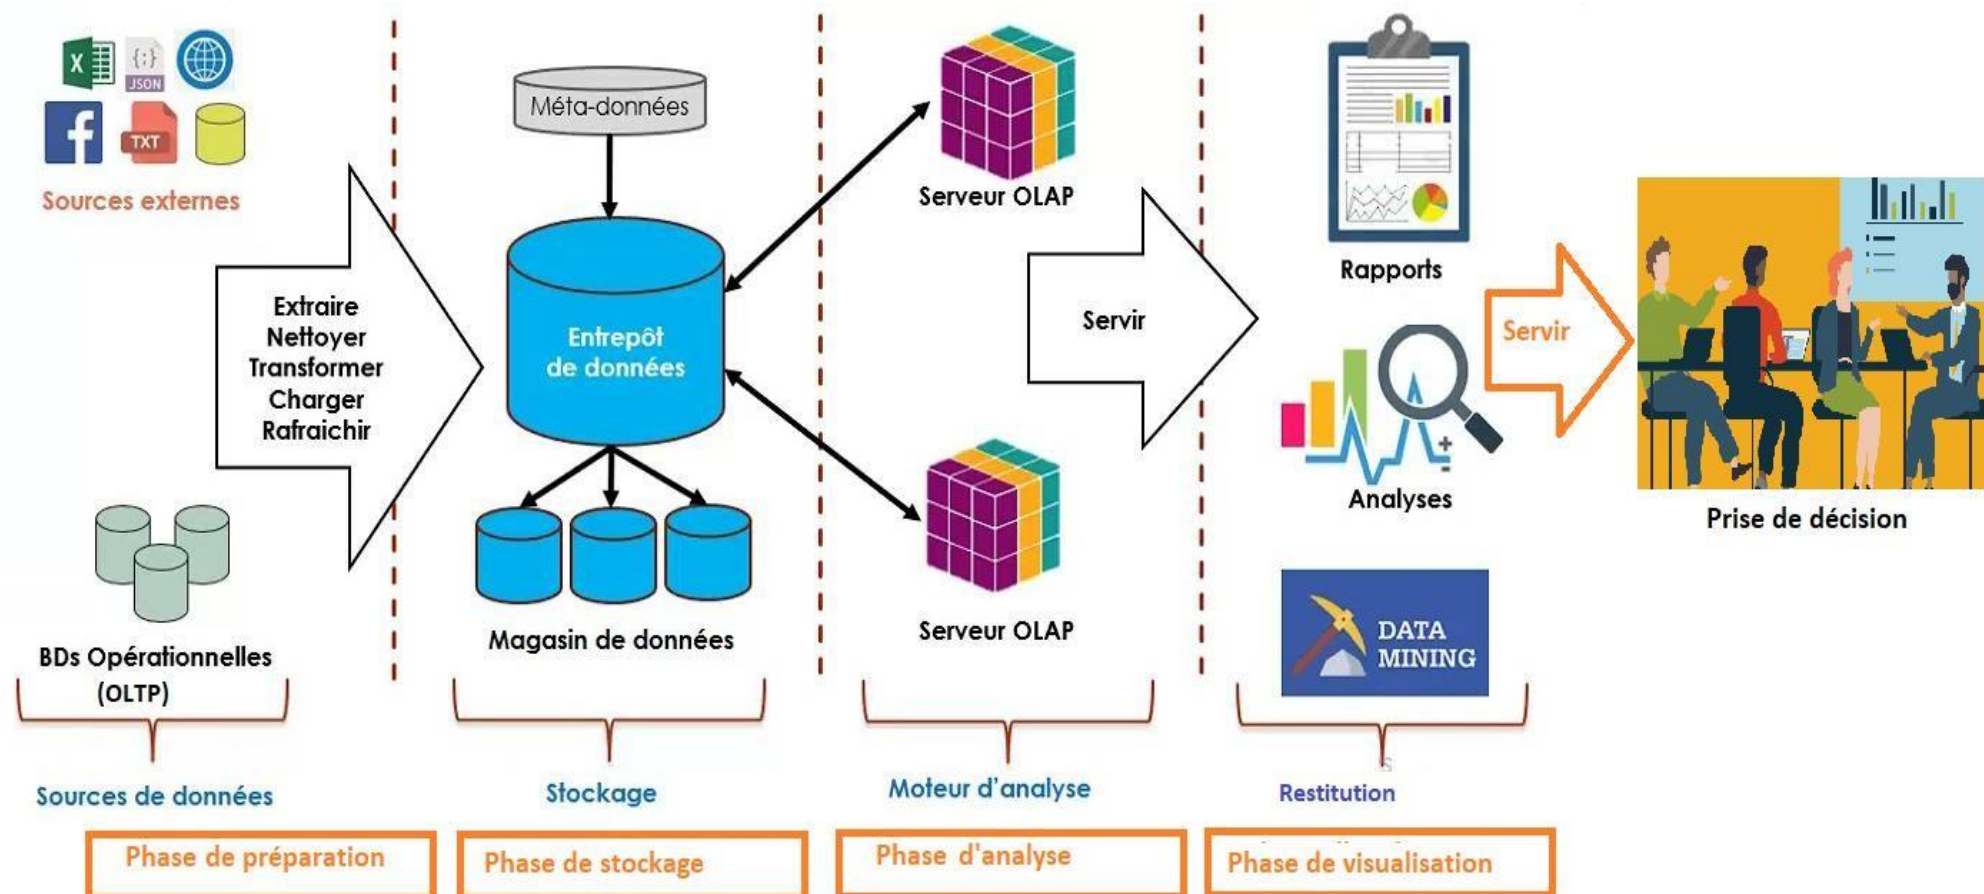 X
{;}
JSON
f
TXT
Sources externes
Extraire
Nettoyer
Transformer
Charger
Rafraichir
BDs Opérationnelles
(OLTP)
Sources de données
Phase de préparation
Méta-données
Entrepôt
de données
Magasin de données
Stockage
Phase de stockage
Serveur OLAP
Serveur OLAP
Servir
Moteur d'analyse
Phase d'analyse
Rapports
Analyses
+
-
DATA
MINING
s
Restitution
Phase de visualisation
Servir
Prise de décision